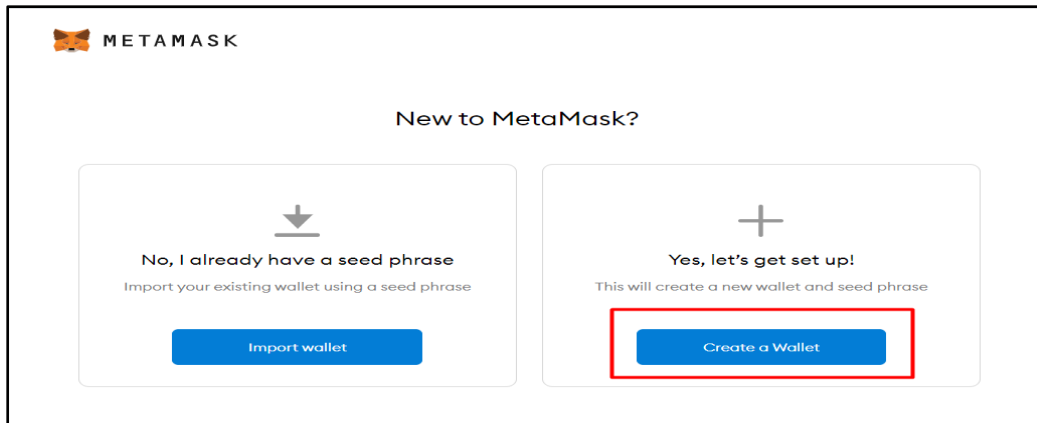 METAMASK
New to MetaMask?
No, I already have a seed phrase
Import your existing wallet using a seed phrase
Import wallet
Yes, let's get set up!
This will create a new wallet and seed phrase
Create a Wallet